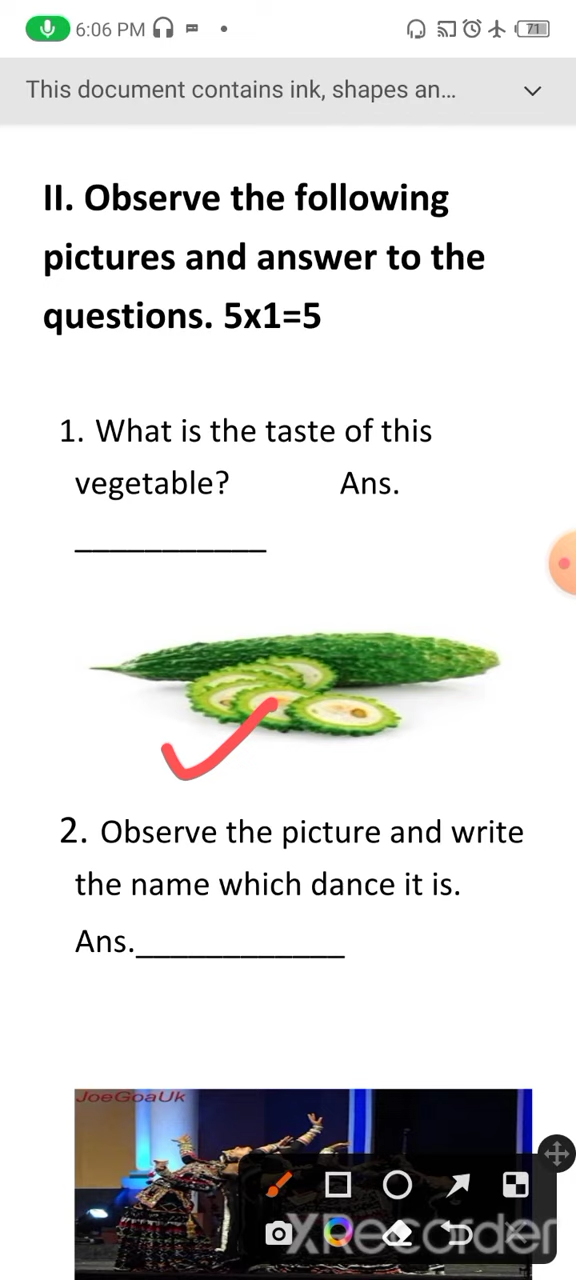 6:06 PM
71
This document contains ink, shapes an...
II. Observe the following
pictures and answer to the
questions. 5x1=5
1. What is the taste of this
vegetable? Ans.
___________
2. Observe the picture and write
the name which dance it is.
Ans.____________
JoeGoaUk
XRecorder